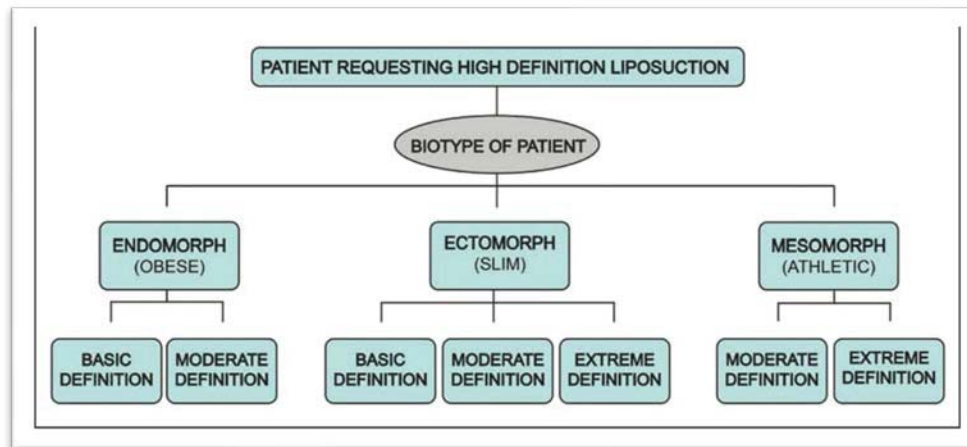 PATIENT REQUESTING HIGH DEFINITION LIPOSUCTION
BIOTYPE OF PATIENT
ENDOMORPH
(OBESE)
ECTOMORPH
(SLIM)
MESOMORPH
(ATHLETIC)
BASIC
DEFINITION
MODERATE
DEFINITION
BASIC
DEFINITION
MODERATE
DEFINITION
EXTREME
DEFINITION
MODERATE
DEFINITION
EXTREME
DEFINITION